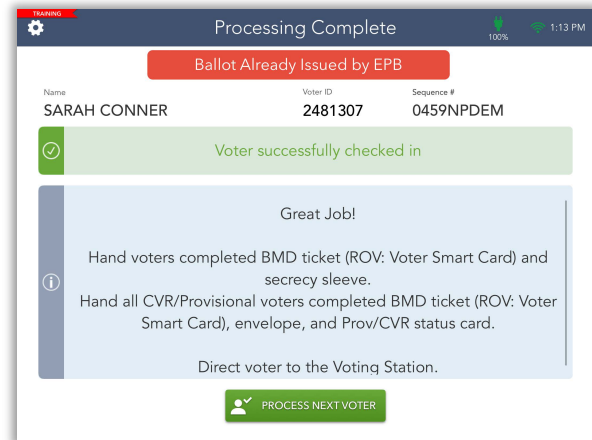 TRAINING
Processing Complete
100%
1:13 PM
Ballot Already Issued by EPB
Name
Voter ID
Sequence #
SARAH CONNER
2481307
0459NPDEM
Voter successfully checked in
Great Job!
Hand voters completed BMD ticket (ROV: Voter Smart Card) and
secrecy sleeve.
Hand all CVR/Provisional voters completed BMD ticket (ROV: Voter
Smart Card), envelope, and Prov/CVR status card.
Direct voter to the Voting Station.
PROCESS NEXT VOTER